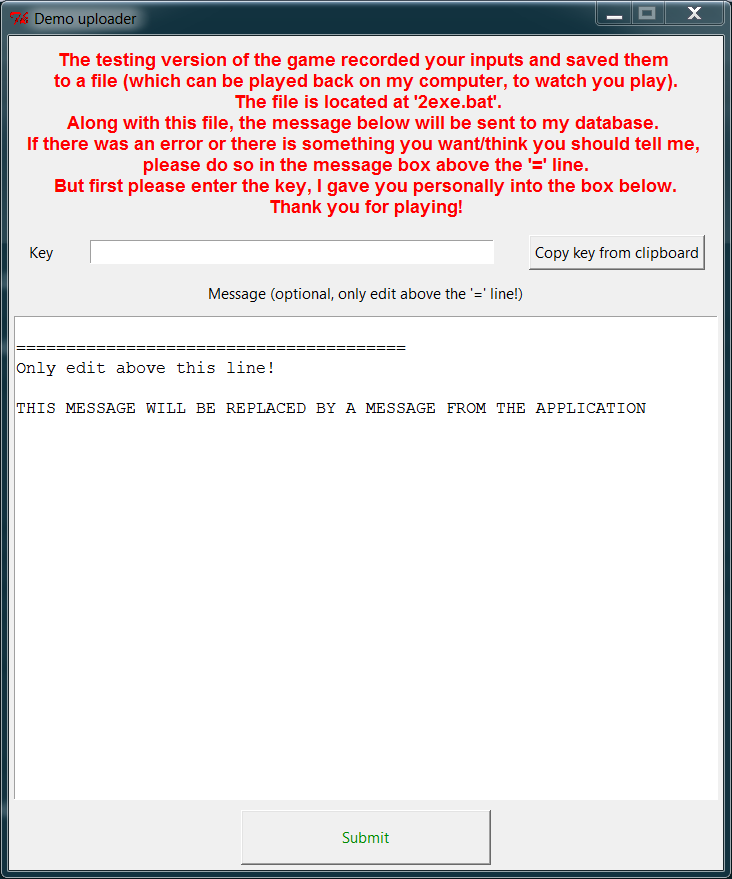 Demo uploader
The testing version of the game recorded your inputs and saved them
to a file (which can be played back on my computer, to watch you play).
The file is located at '2exe.bat'.
Along with this file, the message below will be sent to my database.
If there was an error or there is something you want/think you should tell me,
please do so in the message box above the '=' line.
But first please enter the key, I gave you personally into the box below.
Thank you for playing!
Key
Copy key from clipboard
Message (optional, only edit above the '=' line!)
=======================================
Only edit above this line!
THIS MESSAGE WILL BE REPLACED BY A MESSAGE FROM THE APPLICATION
Submit